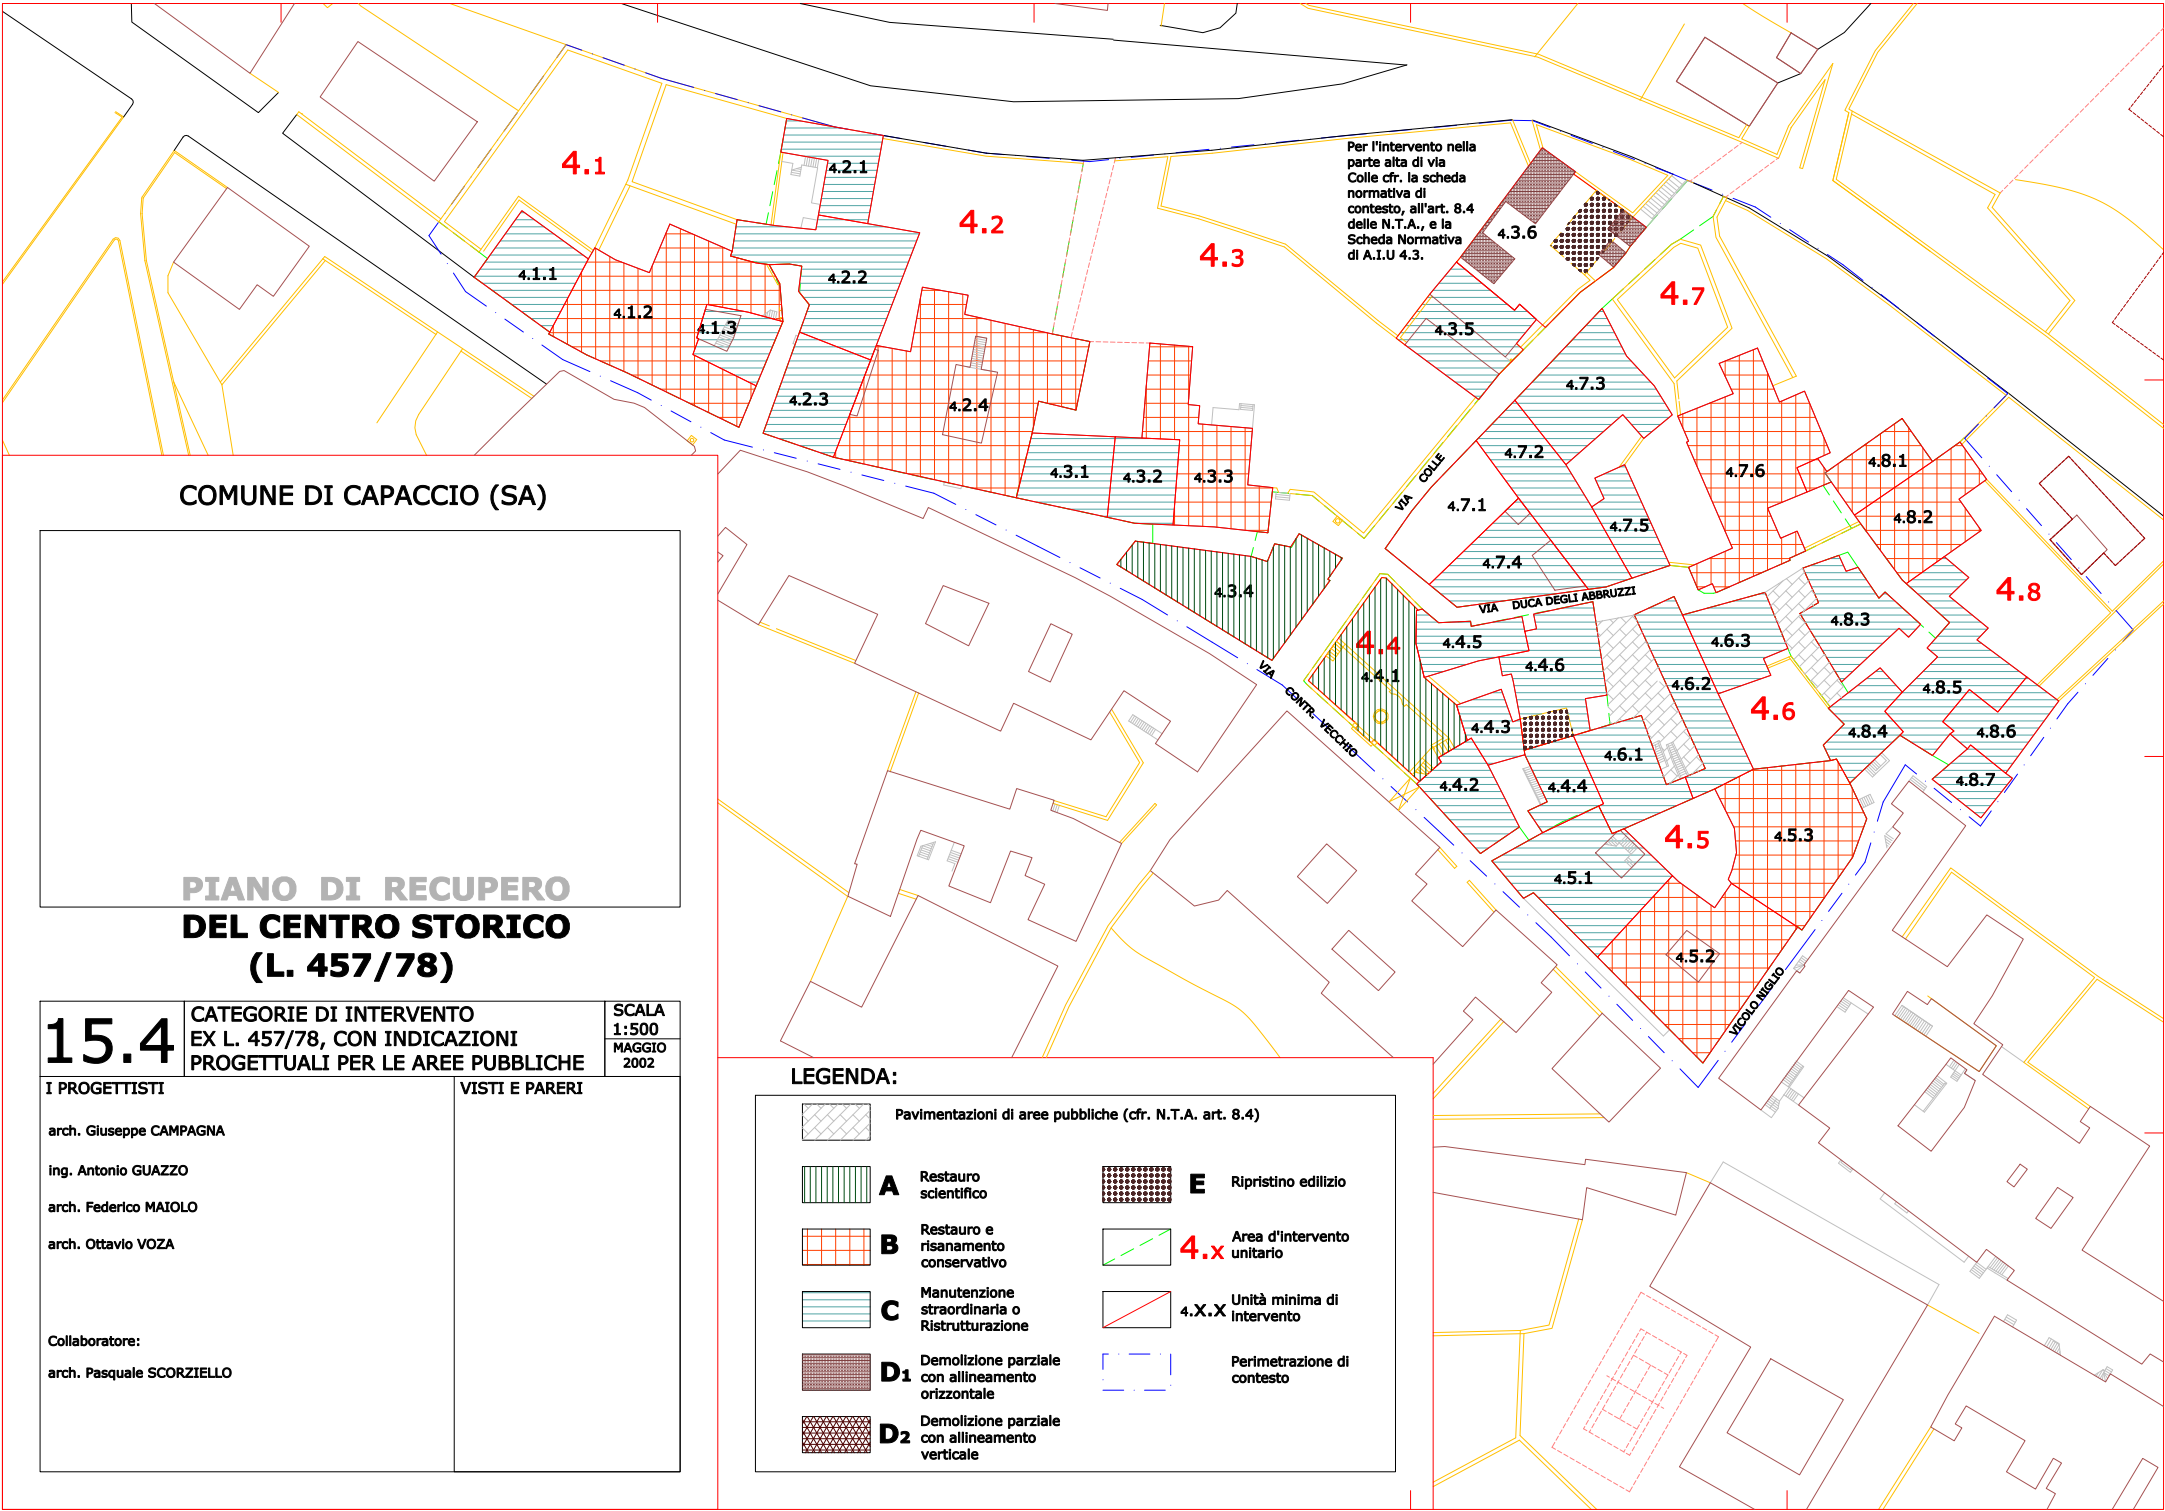 4.1
4.2
4.3
4.7
4.8
4.4
4.6
4.5
4.1.1
4.1.2
4.1.3
4.2.1
4.2.2
4.2.3
4.2.4
4.3.1
4.3.2
4.3.3
4.3.4
4.3.5
4.3.6
Per l'intervento nella
parte alta di via
Colle cfr. la scheda
normativa di
contesto, all'art. 8.4
delle N.T.A., e la
Scheda Normativa
di A.I.U 4.3.
4.7.1
4.7.2
4.7.3
4.7.4
4.7.5
4.7.6
4.8.1
4.8.2
4.8.3
4.8.4
4.8.5
4.8.6
4.8.7
4.4.1
4.4.2
4.4.3
4.4.4
4.4.5
4.4.6
4.6.1
4.6.2
4.6.3
4.5.1
4.5.2
4.5.3
VIA COLLE
VIA DUCA DEGLI ABBRUZZI
VIA CONTR. VECCHIO
VICOLO NIGLIO
COMUNE DI CAPACCIO (SA)
PIANO DI RECUPERO
DEL CENTRO STORICO
(L. 457/78)
15.4
CATEGORIE DI INTERVENTO
EX L. 457/78, CON INDICAZIONI
PROGETTUALI PER LE AREE PUBBLICHE
SCALA
1:500
MAGGIO
2002
I PROGETTISTI
arch. Giuseppe CAMPAGNA
ing. Antonio GUAZZO
arch. Federico MAIOLO
arch. Ottavio VOZA
Collaboratore:
arch. Pasquale SCORZIELLO
VISTI E PARERI
LEGENDA:
Pavimentazioni di aree pubbliche (cfr. N.T.A. art. 8.4)
A Restauro
scientifico
B Restauro e
risanamento
conservativo
C Manutenzione
straordinaria o
Ristrutturazione
D1 Demolizione parziale
con allineamento
orizzontale
D2 Demolizione parziale
con allineamento
verticale
E Ripristino edilizio
4.x Area d'intervento
unitario
4.X.X Unità minima di
intervento
Perimetrazione di
contesto